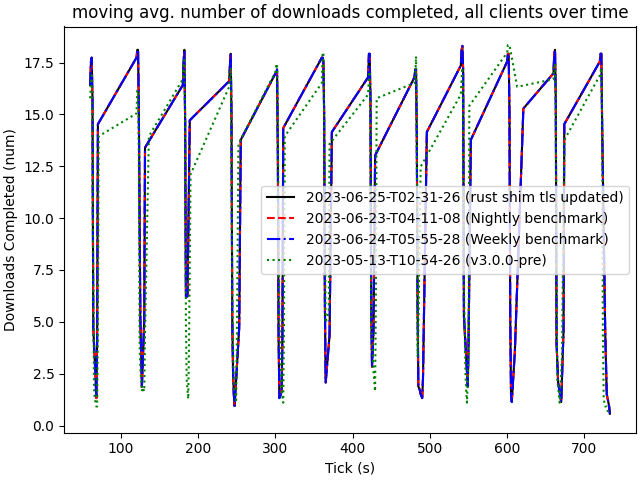 moving avg. number of downloads completed, all clients over time
Downloads Completed (num)
17.5
15.0
12.5
10.0
7.5
5.0
2.5
0.0
2023-06-25-T02-31-26 (rust shim tls updated)
2023-06-23-T04-11-08 (Nightly benchmark)
2023-06-24-T05-55-28 (Weekly benchmark)
2023-05-13-T10-54-26 (v3.0.0-pre)
100 200 300 400 500 600 700
Tick (s)